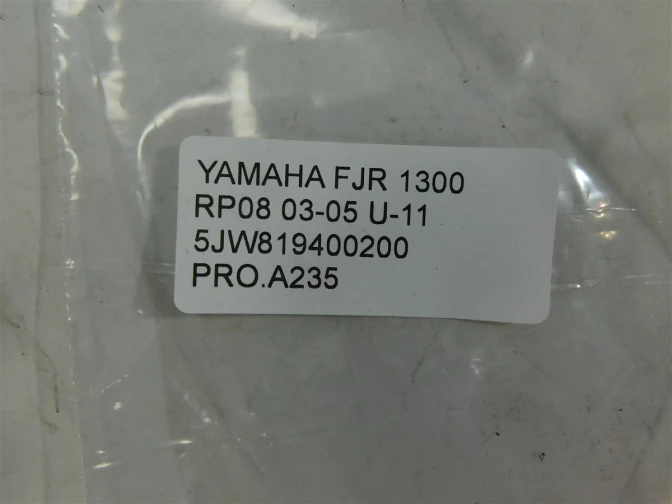 YAMAHA FJR 1300
RP08 03-05 U-11
5JW819400200
PRO.A235